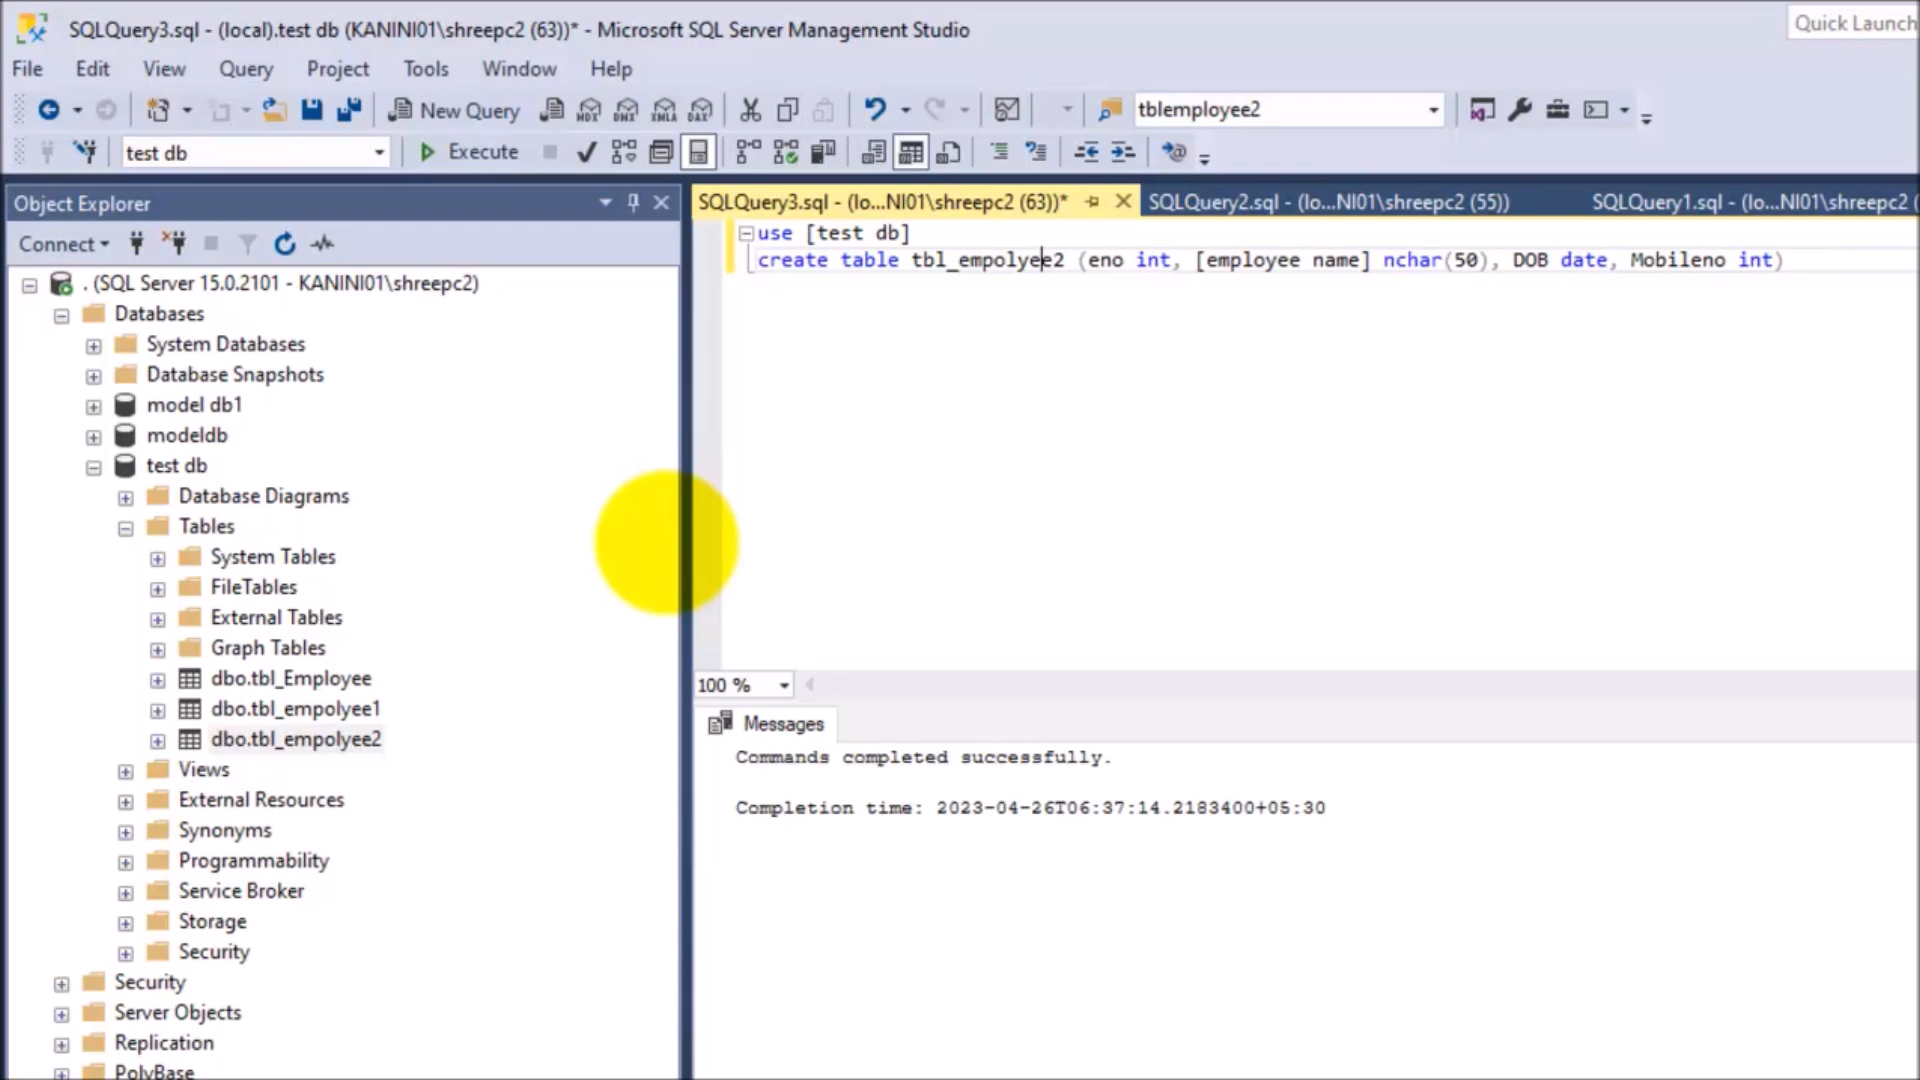 SQLQuery3.sql - (local).test db (KANINI01\shreepc2 (63))* - Microsoft SQL Server Management Studio
Quick Launch
File Edit View Query Project Tools Window Help
New Query
MDX DMX XMLA DAX
tblemployee2
test db
Execute
Object Explorer
SQLQuery3.sql - (lo...NI01\shreepc2 (63))*
SQLQuery2.sql - (lo...NI01\shreepc2 (55))
SQLQuery1.sql - (lo...NI01\shreepc2 (
Connect
use [test db]
create table tbl_empolyee2 (eno int, [employee name] nchar(50), DOB date, Mobileno int)
. (SQL Server 15.0.2101 - KANINI01\shreepc2)
Databases
System Databases
Database Snapshots
model db1
modeldb
test db
Database Diagrams
Tables
System Tables
FileTables
External Tables
Graph Tables
dbo.tbl_Employee
dbo.tbl_empolyee1
dbo.tbl_empolyee2
Views
External Resources
Synonyms
Programmability
Service Broker
Storage
Security
Security
Server Objects
Replication
PolyBase
100 %
Messages
Commands completed successfully.
Completion time: 2023-04-26T06:37:14.2183400+05:30